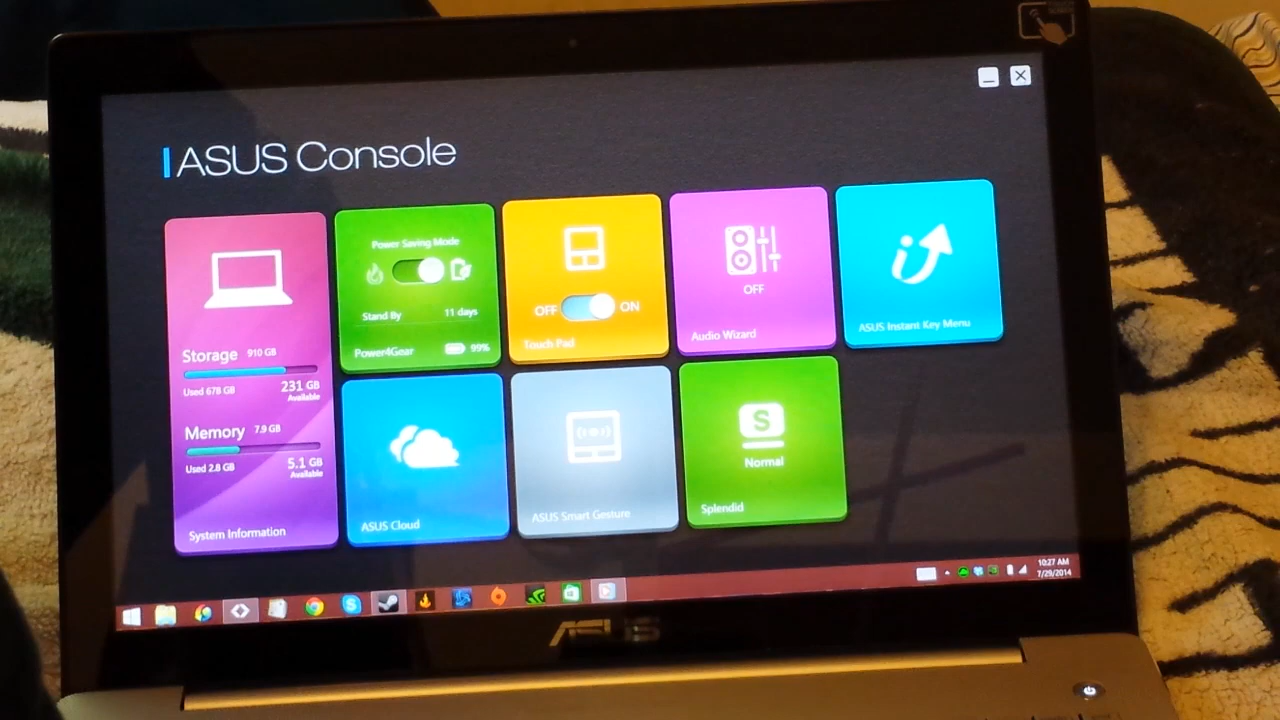 ASUS Console
Storage 910 GB
Used 678 GB
231 GB
Available
Memory 7.9 GB
Used 2.8 GB
5.1 GB
Available
System Information
Power Saving Mode
Stand By 11 days
Power4Gear 99%
OFF ON
Touch Pad
OFF
Audio Wizard
ASUS Instant Key Menu
ASUS Cloud
ASUS Smart Gesture
S
Normal
Splendid
10:27 AM
7/29/2014
ASUS